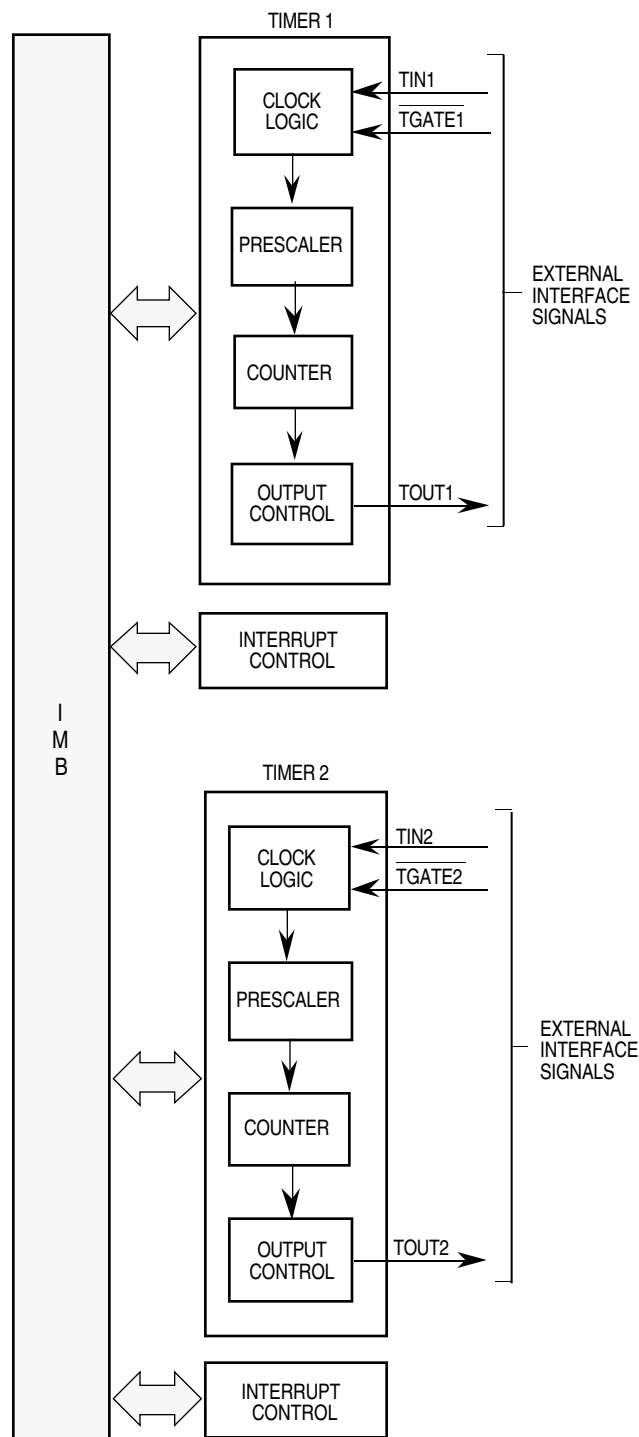 TIMER 1
CLOCK
LOGIC
TIN1
TGATE1
PRESCALER
EXTERNAL
INTERFACE
SIGNALS
COUNTER
OUTPUT
CONTROL
TOUT1
INTERRUPT
CONTROL
I
M
B
TIMER 2
CLOCK
LOGIC
TIN2
TGATE2
PRESCALER
EXTERNAL
INTERFACE
SIGNALS
COUNTER
OUTPUT
CONTROL
TOUT2
INTERRUPT
CONTROL